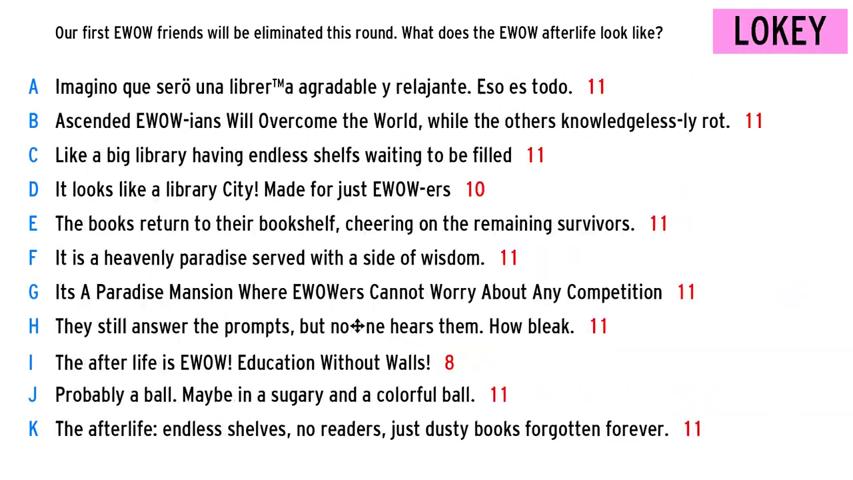 Our first EWOW friends will be eliminated this round. What does the EWOW afterlife look like?
LOKEY
A Imagino que serö una librer™a agradable y relajante. Eso es todo. 11
B Ascended EWOW-ians Will Overcome the World, while the others knowledgeless-ly rot. 11
C Like a big library having endless shelfs waiting to be filled 11
D It looks like a library City! Made for just EWOW-ers 10
E The books return to their bookshelf, cheering on the remaining survivors. 11
F It is a heavenly paradise served with a side of wisdom. 11
G Its A Paradise Mansion Where EWOWers Cannot Worry About Any Competition 11
H They still answer the prompts, but no✢ne hears them. How bleak. 11
I The after life is EWOW! Education Without Walls! 8
J Probably a ball. Maybe in a sugary and a colorful ball. 11
K The afterlife: endless shelves, no readers, just dusty books forgotten forever. 11